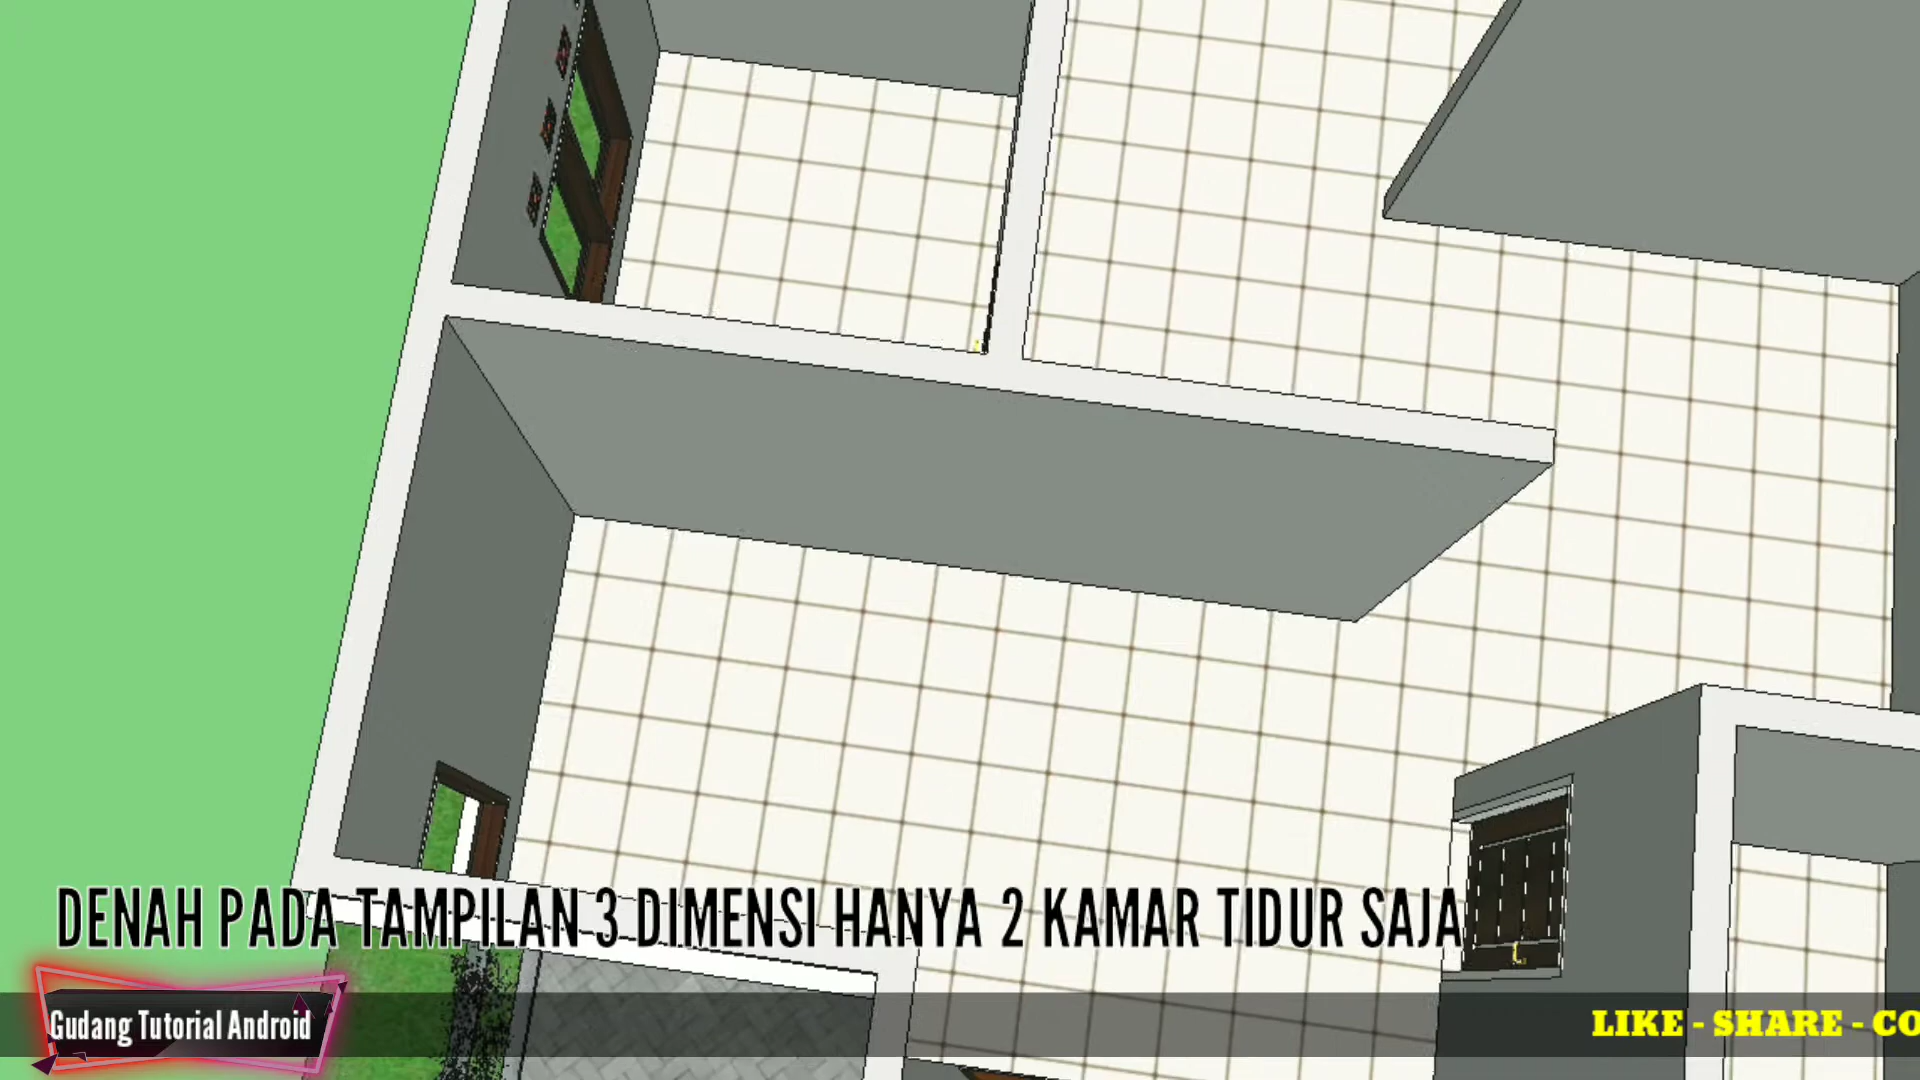 DENAH PADA TAMPILAN 3 DIMENSI HANYA 2 KAMAR TIDUR SAJA
Gudang Tutorial Android
LIKE - SHARE - CO